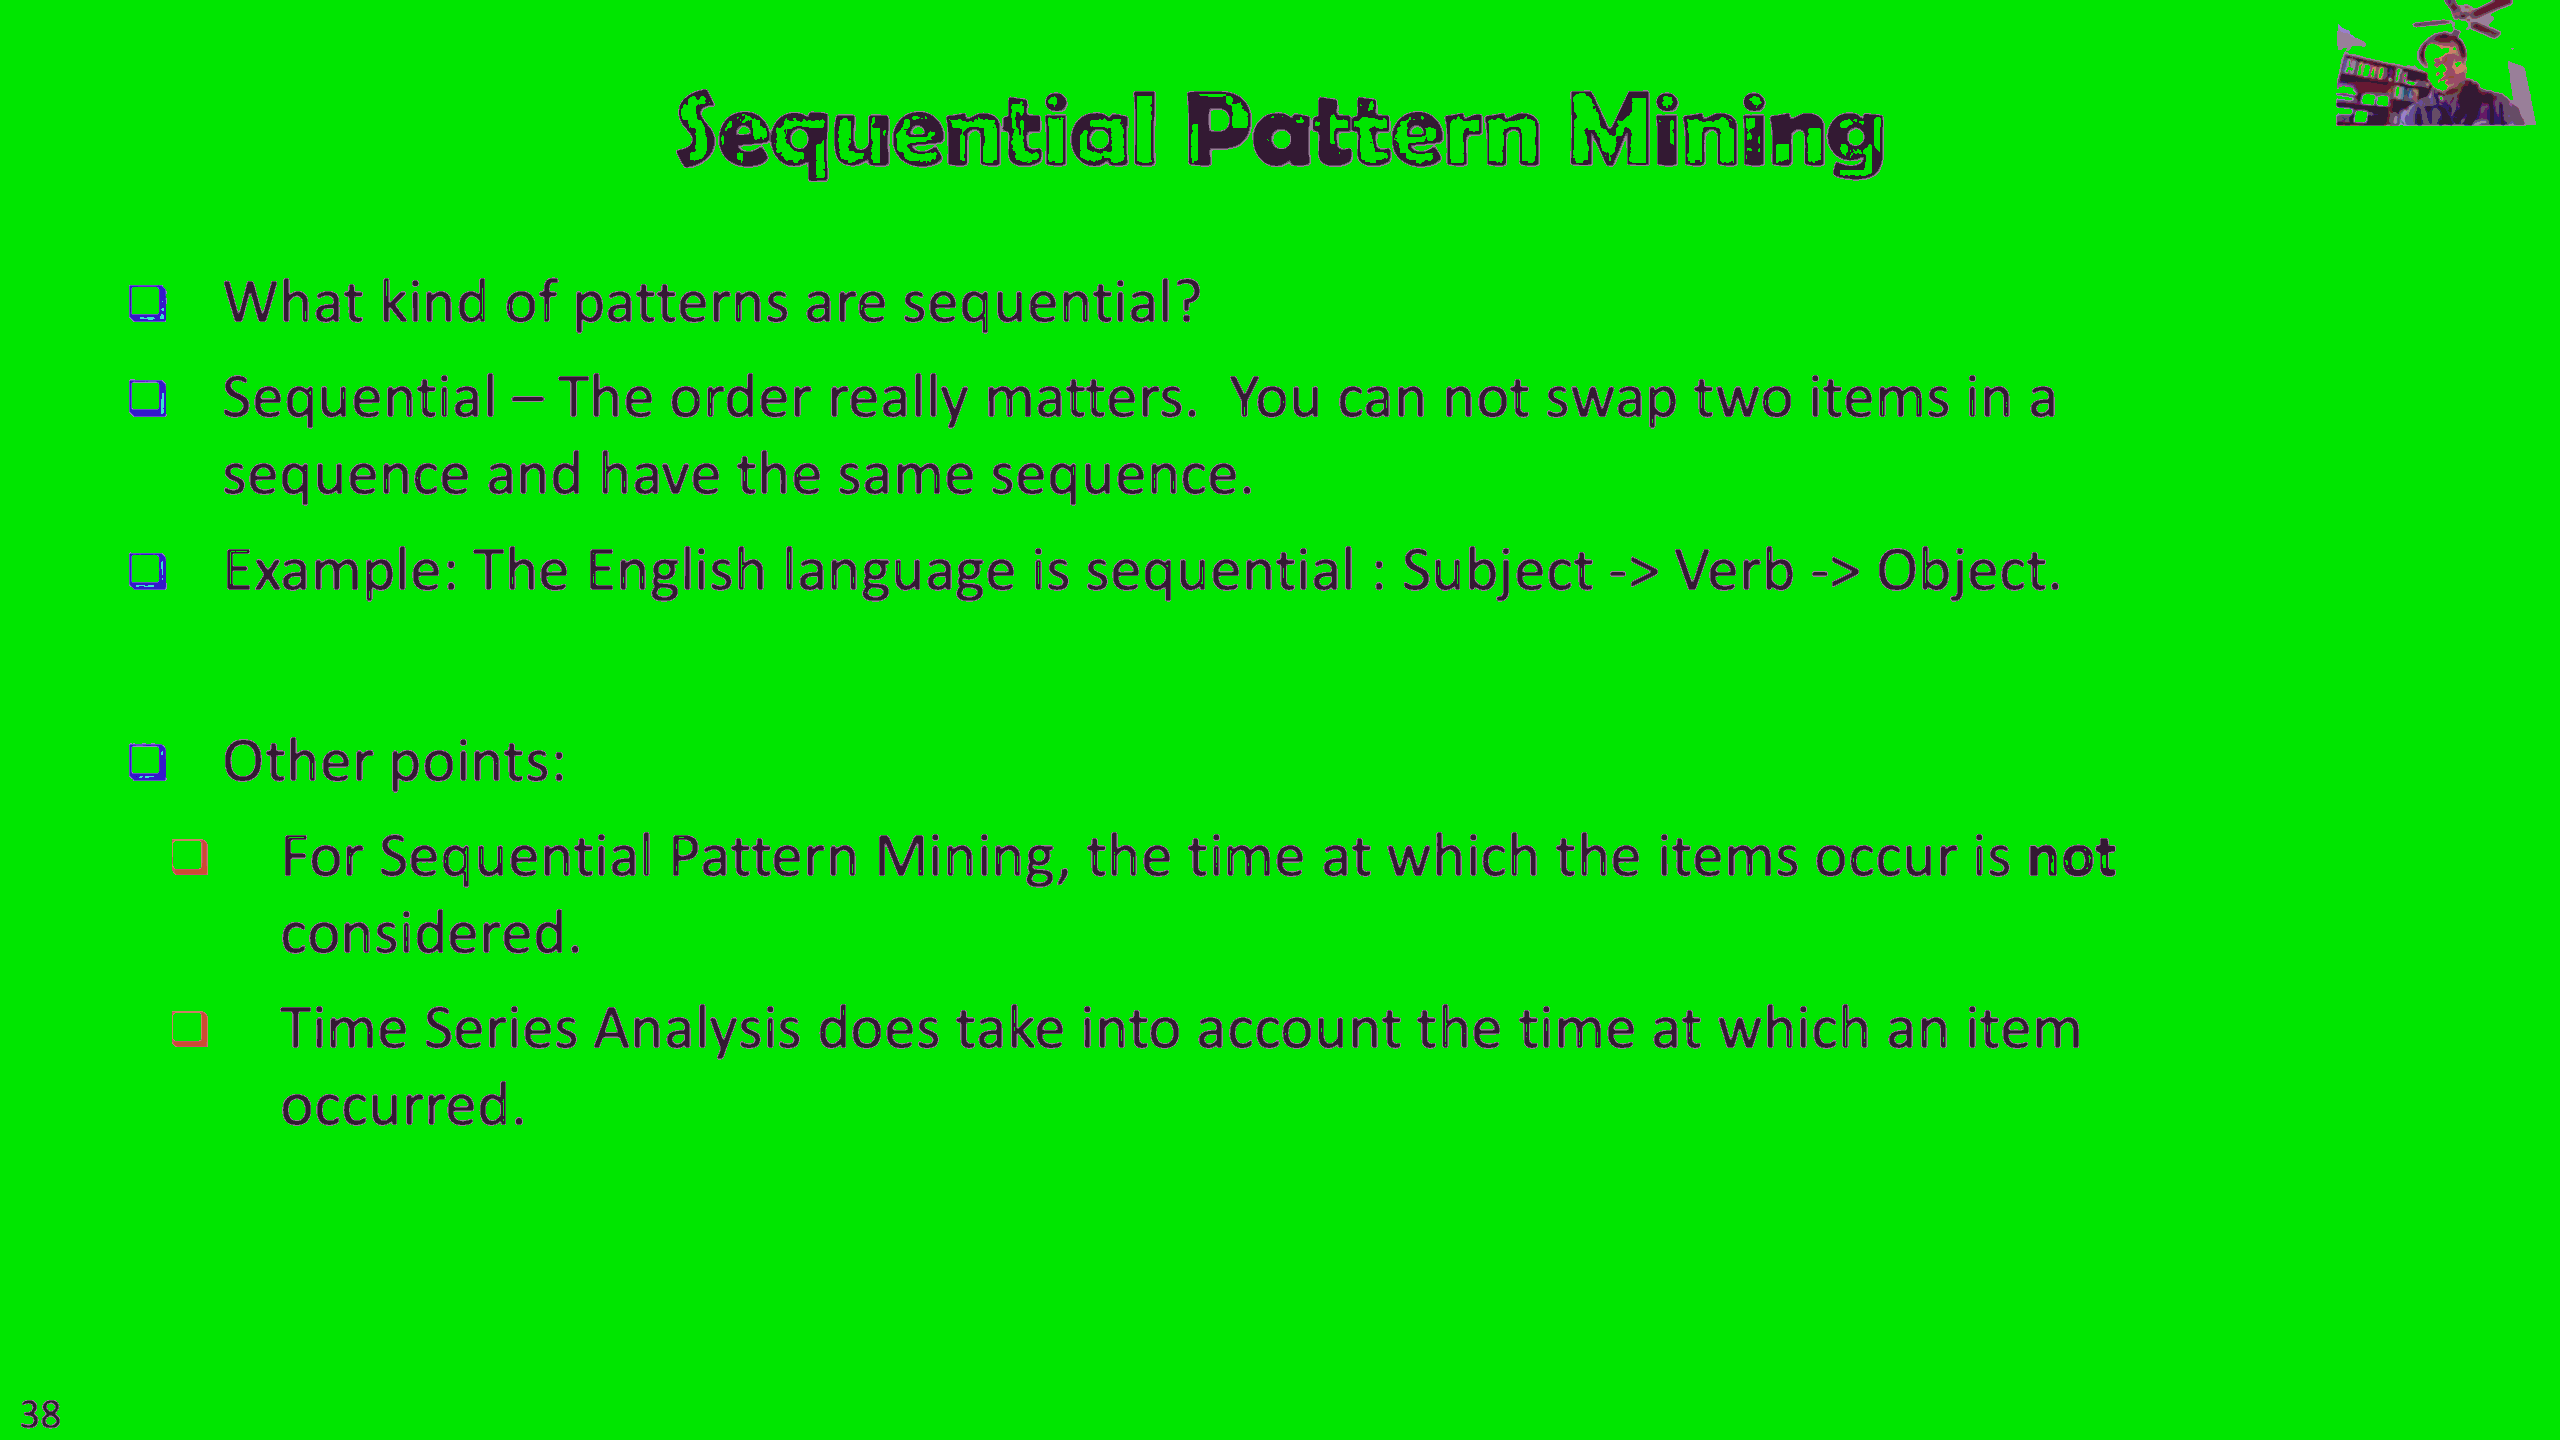 Sequential Pattern Mining
What kind of patterns are sequential?
Sequential – The order really matters. You can not swap two items in a
sequence and have the same sequence.
Example: The English language is sequential : Subject -> Verb -> Object.
Other points:
For Sequential Pattern Mining, the time at which the items occur is not
considered.
Time Series Analysis does take into account the time at which an item
occurred.
38